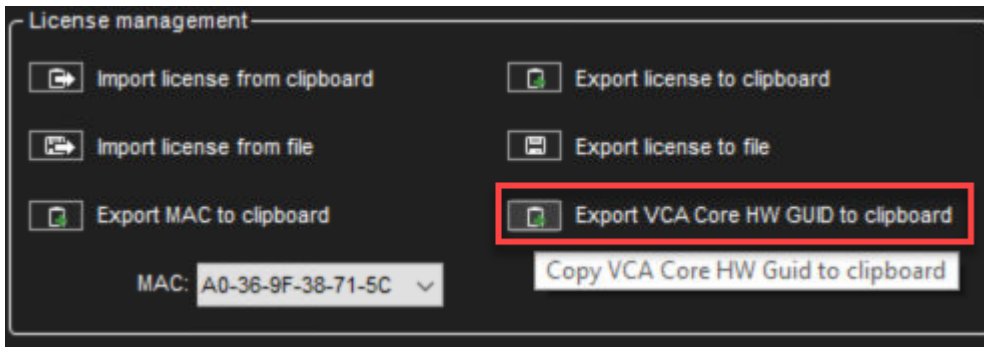 License management
Import license from clipboard
Export license to clipboard
Import license from file
Export license to file
Export MAC to clipboard
Export VCA Core HW GUID to clipboard
MAC: A0-36-9F-38-71-5C
Copy VCA Core HW Guid to clipboard